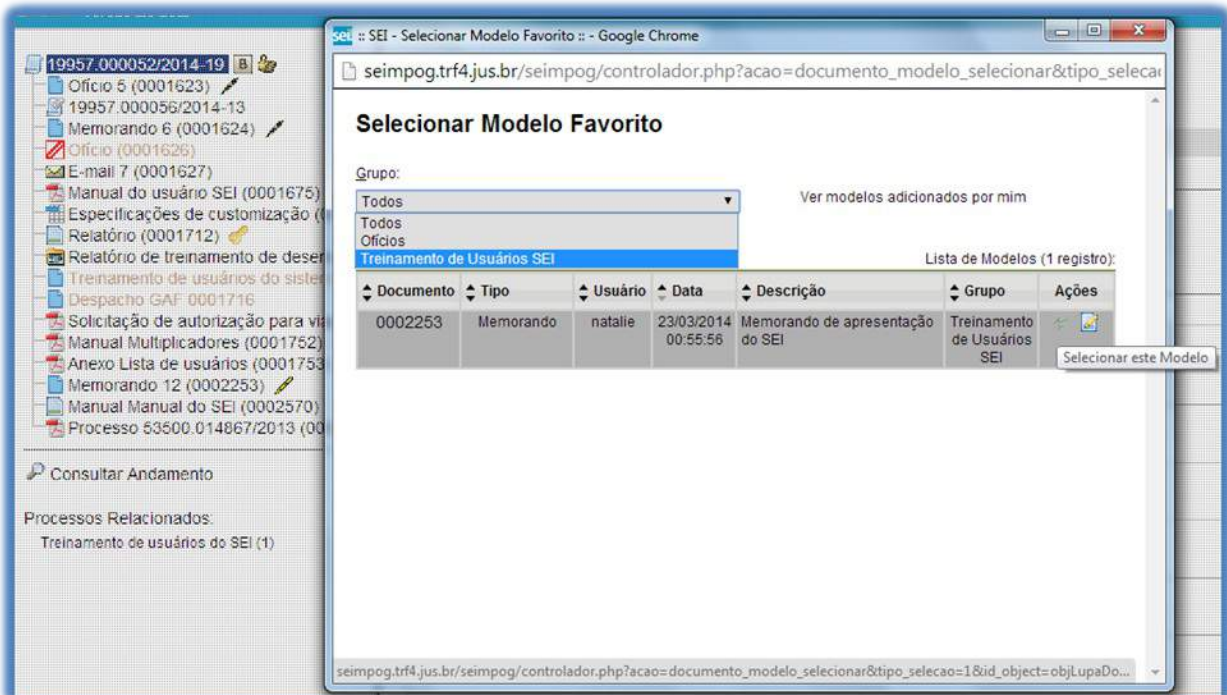 sei. :: SEI - Selecionar Modelo Favorito :: - Google Chrome
seimpog.trf4.jus.br/seimpog/controlador.php?acao=documento_modelo_selecionar&tipo_seleca
19957.000052/2014-19 B
Ofício 5 (0001623)
19957.000056/2014-13
Memorando 6 (0001624)
Ofício (0001626)
E-mail 7 (0001627)
Manual do usuário SEI (0001675)
Especificações de customização (
Relatório (0001712)
Relatório de treinamento de deser
Treinamento de usuários do sister
Despacho GAF 0001716
Solicitação de autorização para via
Manual Multiplicadores (0001752)
Anexo Lista de usuários (0001753
Memorando 12 (0002253)
Manual Manual do SEI (0002570)
Processo 53500.014867/2013 (00
Consultar Andamento
Processos Relacionados:
Treinamento de usuários do SEI (1)
Selecionar Modelo Favorito
Grupo:
Todos
Ver modelos adicionados por mim
Todos
Ofícios
Treinamento de Usuários SEI
Lista de Modelos (1 registro):
Documento Tipo Usuário Data Descrição Grupo Ações
0002253 Memorando natalie 23/03/2014 Memorando de apresentação Treinamento
00:55:56 do SEI de Usuários
SEI
Selecionar este Modelo
seimpog.trf4.jus.br/seimpog/controlador.php?acao=documento_modelo_selecionar&tipo_selecao=1&id_object=objLupaDo...